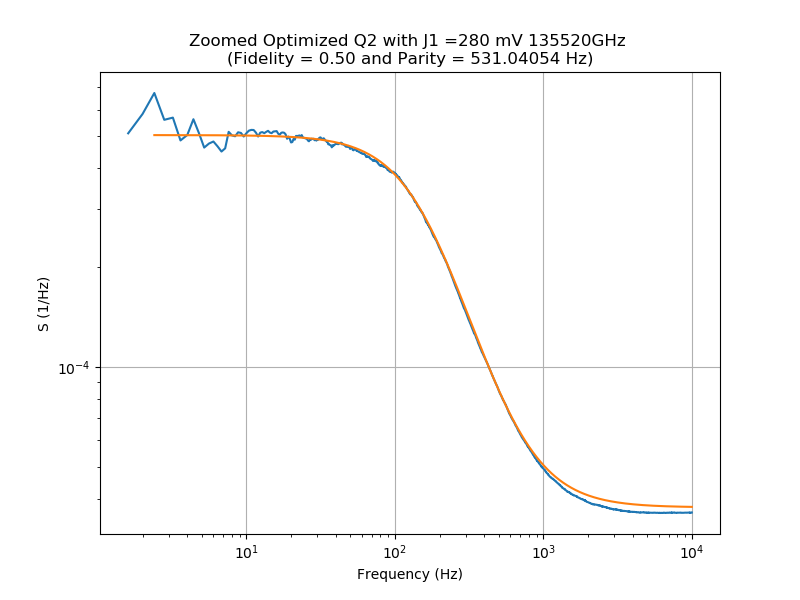 Zoomed Optimized Q2 with J1 =280 mV 135520GHz
(Fidelity = 0.50 and Parity = 531.04054 Hz)
S (1/Hz)
10⁻⁴
10¹ 10² 10³ 10⁴
Frequency (Hz)